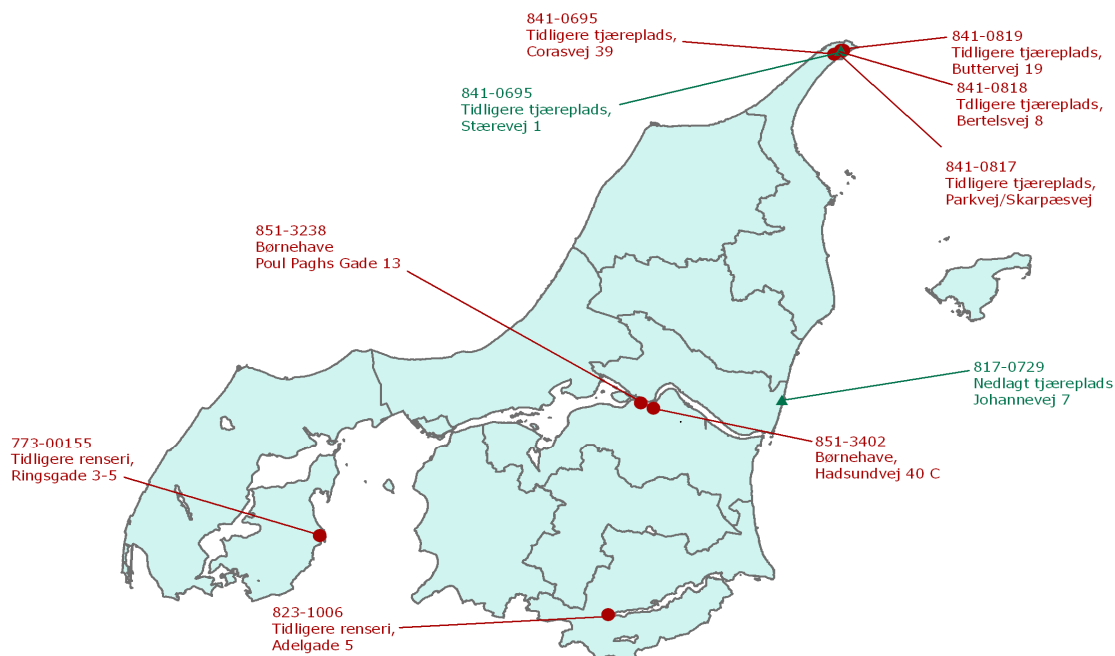 841-0695
Tidligere tjæreplads,
Corasvej 39
841-0819
Tidligere tjæreplads,
Buttervej 19
841-0818
Tdligere tjæreplads,
Bertelsvej 8
841-0695
Tidligere tjæreplads,
Stærevej 1
841-0817
Tidligere tjæreplads,
Parkvej/Skarpæsvej
851-3238
Børnehave
Poul Paghs Gade 13
817-0729
Nedlagt tjæreplads
Johannevej 7
773-00155
Tidligere renseri,
Ringsgade 3-5
851-3402
Børnehave,
Hadsundvej 40 C
823-1006
Tidligere renseri,
Adelgade 5